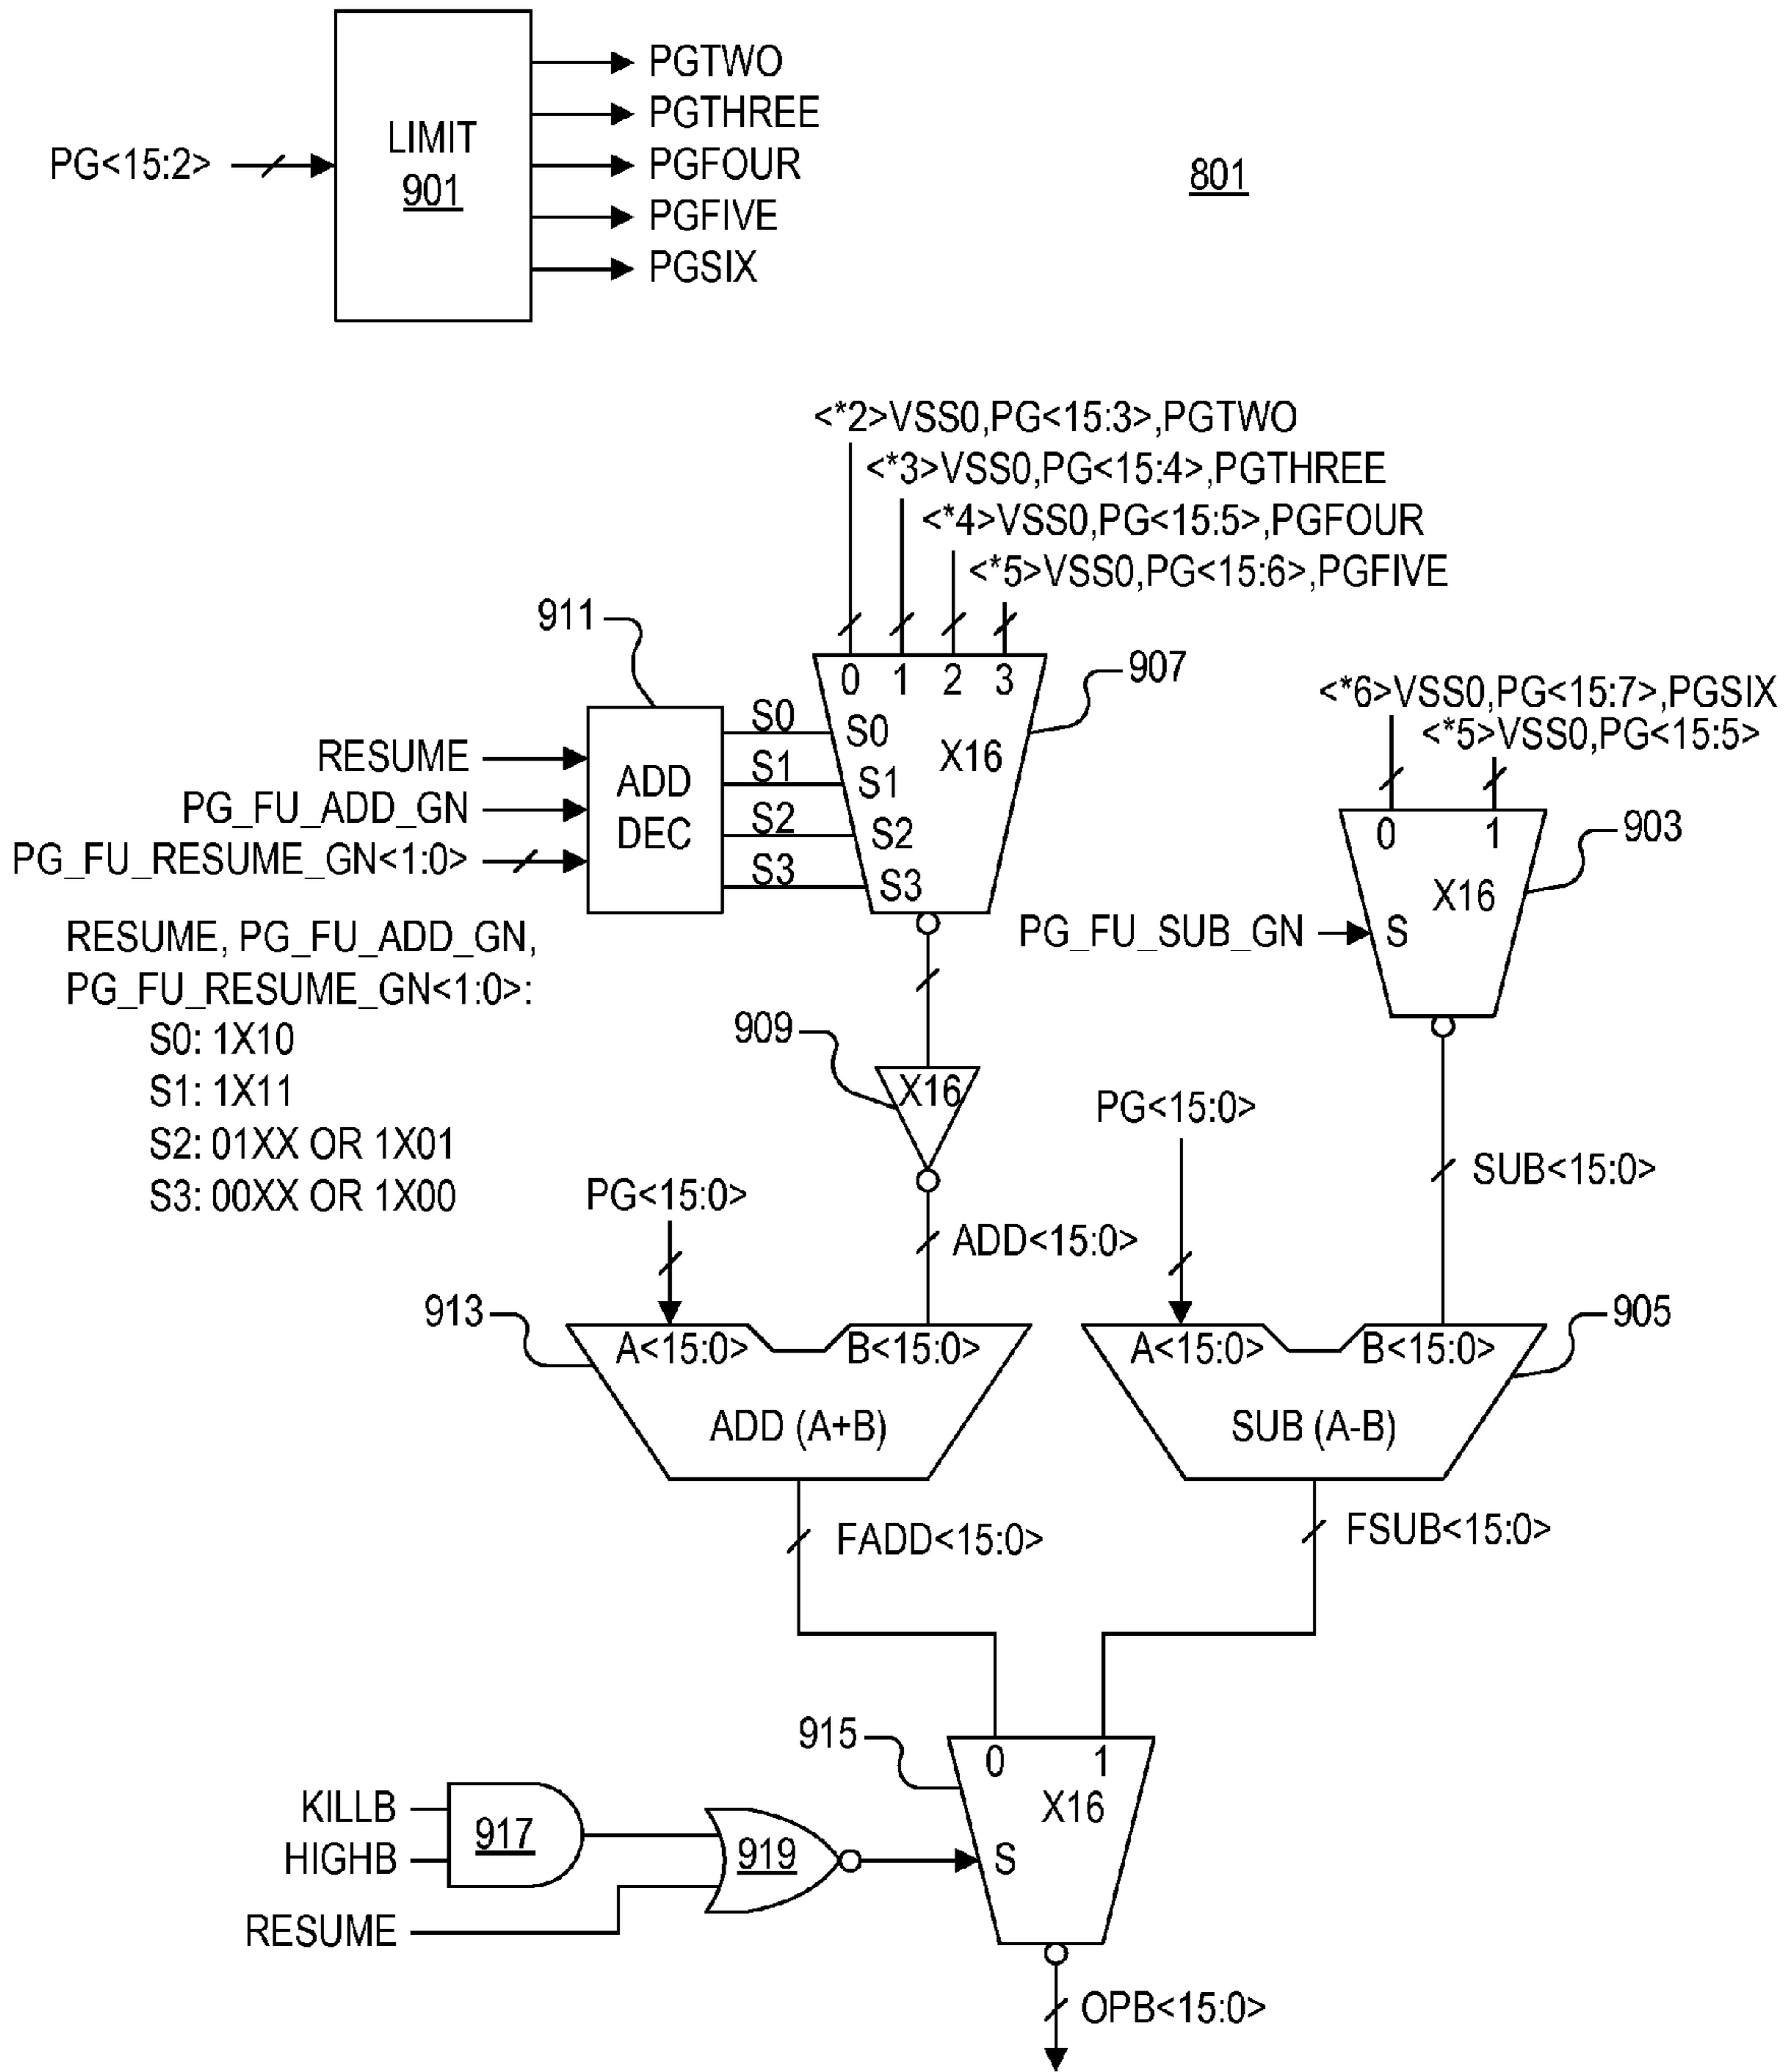 PGTWO
PGTHREE
PG<15:2>
LIMIT
901
PGFOUR
PGFIVE
PGSIX
801
<*2>VSS0,PG<15:3>,PGTWO
<*3>VSS0,PG<15:4>,PGTHREE
<*4>VSS0,PG<15:5>,PGFOUR
<*5>VSS0,PG<15:6>,PGFIVE
911
907
0 1 2 3
<*6>VSS0,PG<15:7>,PGSIX
<*5>VSS0,PG<15:5>
RESUME
PG_FU_ADD_GN
PG_FU_RESUME_GN<1:0>
ADD
DEC
S0 S0
S1 S1
S2 S2
S3 S3
X16
0 1
903
X16
PG_FU_SUB_GN
S
RESUME, PG_FU_ADD_GN,
PG_FU_RESUME_GN<1:0>:
S0: 1X10
S1: 1X11
S2: 01XX OR 1X01
S3: 00XX OR 1X00
909
X16
PG<15:0>
PG<15:0>
SUB<15:0>
ADD<15:0>
913
905
A<15:0> B<15:0>
ADD (A+B)
A<15:0> B<15:0>
SUB (A-B)
FADD<15:0>
FSUB<15:0>
915
0 1
X16
S
KILLB
HIGHB
917
919
RESUME
OPB<15:0>